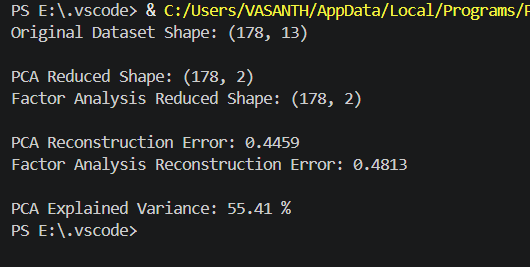 PS E:\.vscode> & C:/Users/VASANTH/AppData/Local/Programs/
Original Dataset Shape: (178, 13)
PCA Reduced Shape: (178, 2)
Factor Analysis Reduced Shape: (178, 2)
PCA Reconstruction Error: 0.4459
Factor Analysis Reconstruction Error: 0.4813
PCA Explained Variance: 55.41 %
PS E:\.vscode>